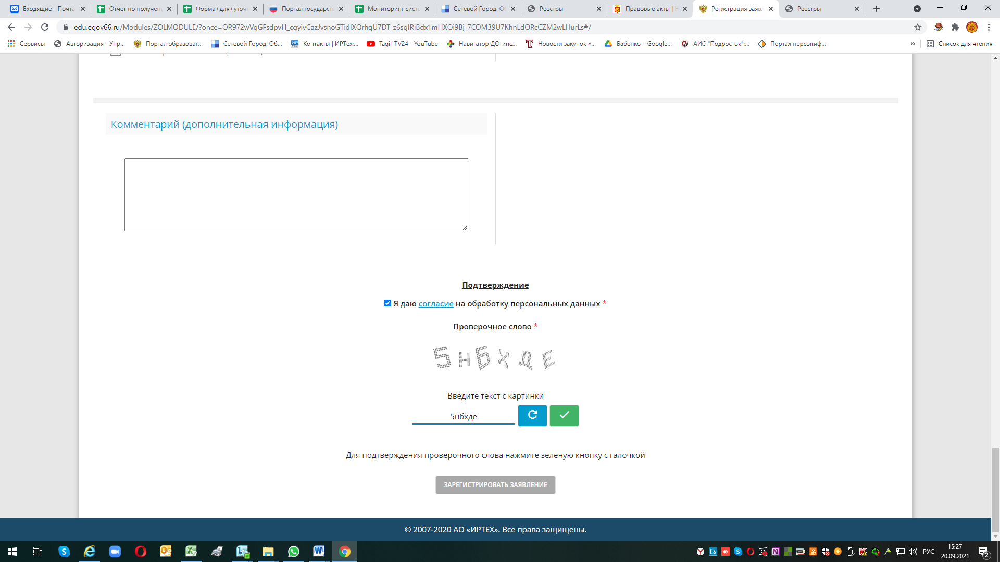 Входящие - Почта
Отчет по получен
Форма+для+уточ
Портал государств
Мониторинг систе
Сетевой Город. Об
Реестры
Правовые акты | Н
Регистрация заявл
Реестры
edu.egov66.ru/Modules/ZOLMODULE/?once=QR972wVqGFsdpvH_cgyivCazJvsnoGTidIXQrhqU7DT-z6sgIRiBdx1mHXQi9Bj-7COM39U7KhnLdORcCZM2wLHurLs#/
Сервисы
Авторизация - Упр...
Портал образоват...
Сетевой Город. Об...
Контакты | ИРТех:...
Tagil-TV24 - YouTube
Навигатор ДО-инс...
Новости закупок «...
Бабенко – Google...
АИС "Подросток":...
Портал персониф...
»
Список для чтения
Комментарий (дополнительная информация)
Подтверждение
Я даю согласие на обработку персональных данных *
Проверочное слово *
5нбхде
Введите текст с картинки
5нбхде
Для подтверждения проверочного слова нажмите зеленую кнопку с галочкой
ЗАРЕГИСТРИРОВАТЬ ЗАЯВЛЕНИЕ
© 2007-2020 АО «ИРТЕХ». Все права защищены.
РУС
15:27
20.09.2021
2